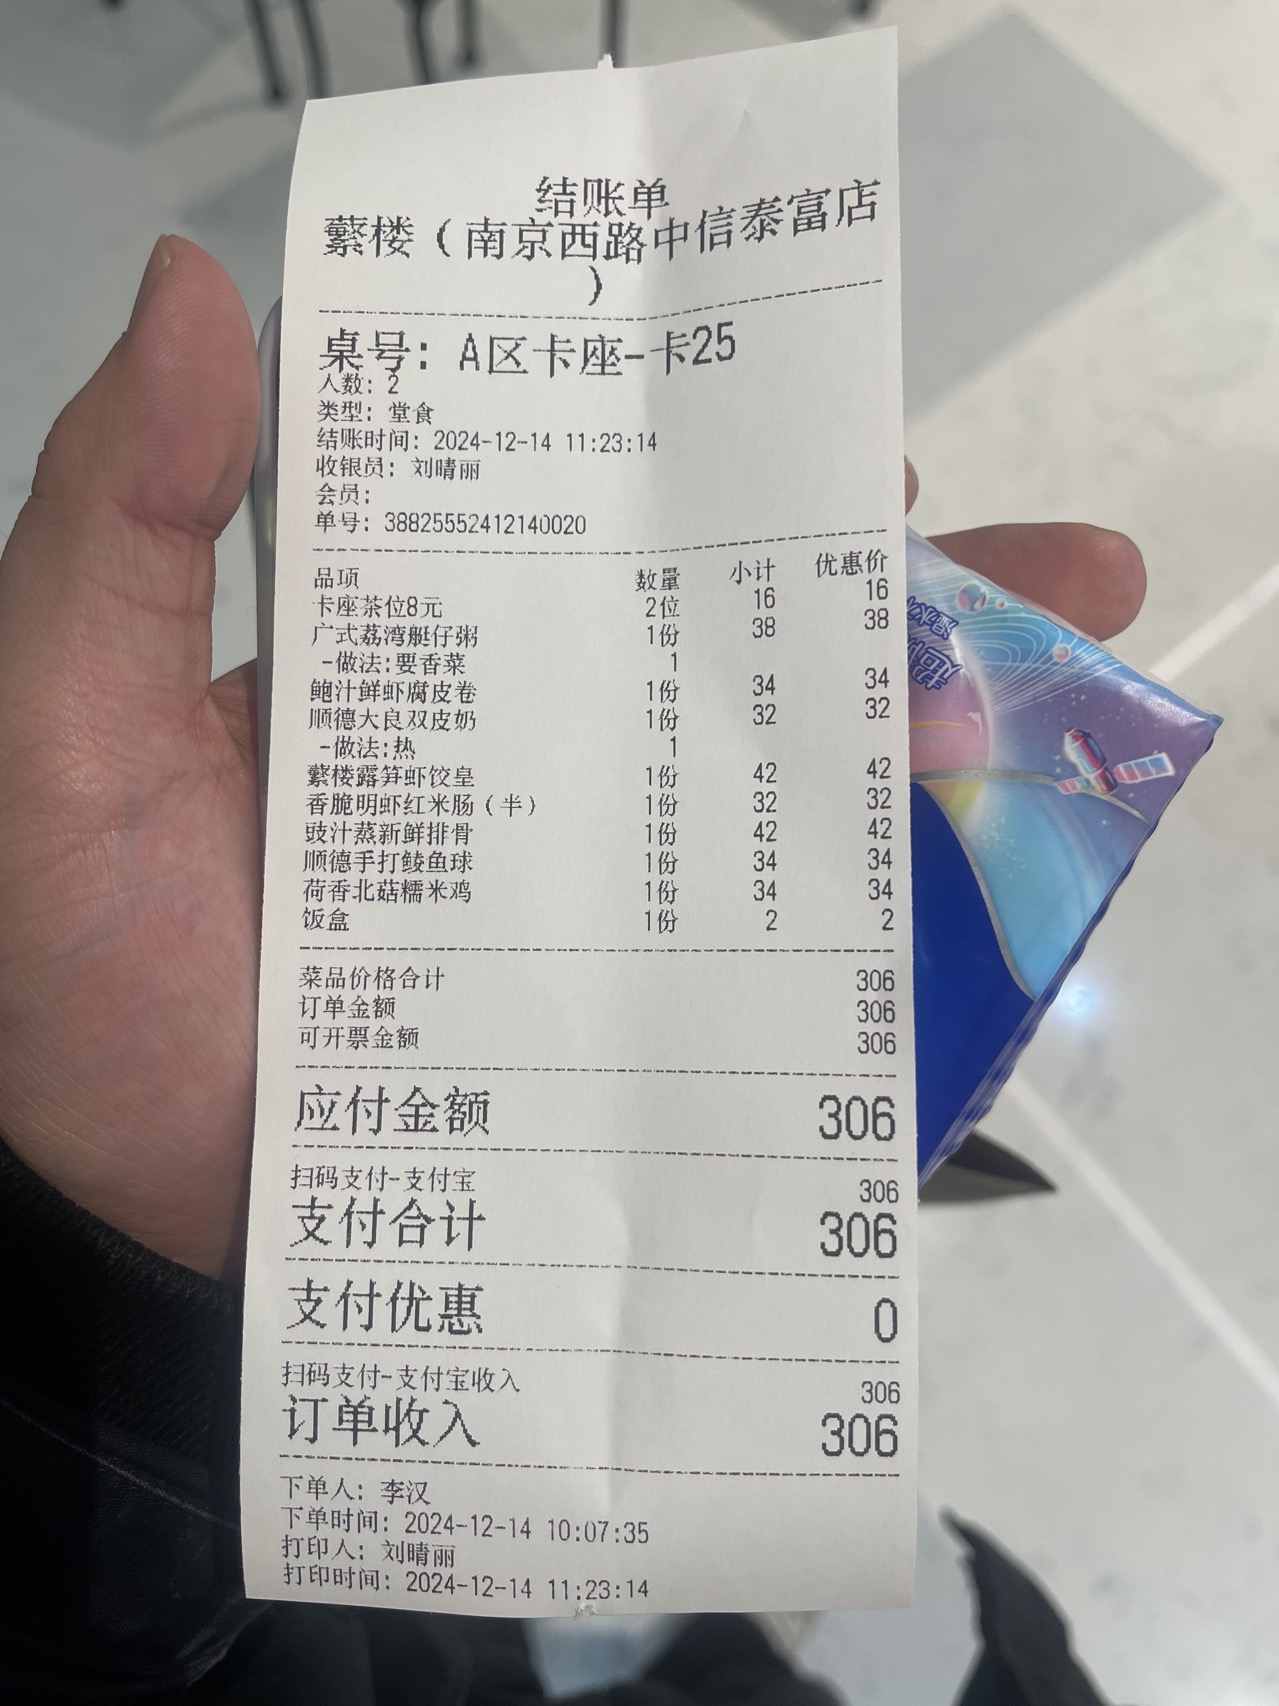 结账单
蘩楼（南京西路中信泰富店
）
桌号: A区卡座-卡25
人数: 2
类型: 堂食
结账时间: 2024-12-14 11:23:14
收银员: 刘晴丽
会员:
单号: 38825552412140020
品项 数量 小计 优惠价
卡座茶位8元 2位 16 16
广式荔湾艇仔粥 1份 38 38
-做法:要香菜 1
鲍汁鲜虾腐皮卷 1份 34 34
顺德大良双皮奶 1份 32 32
-做法:热 1
蘩楼露笋虾饺皇 1份 42 42
香脆明虾红米肠（半） 1份 32 32
豉汁蒸新鲜排骨 1份 42 42
顺德手打鲮鱼球 1份 34 34
荷香北菇糯米鸡 1份 34 34
饭盒 1份 2 2
菜品价格合计 306
订单金额 306
可开票金额 306
应付金额 306
扫码支付-支付宝 306
支付合计 306
支付优惠 0
扫码支付-支付宝收入 306
订单收入 306
下单人: 李汉
下单时间: 2024-12-14 10:07:35
打印人: 刘晴丽
打印时间: 2024-12-14 11:23:14